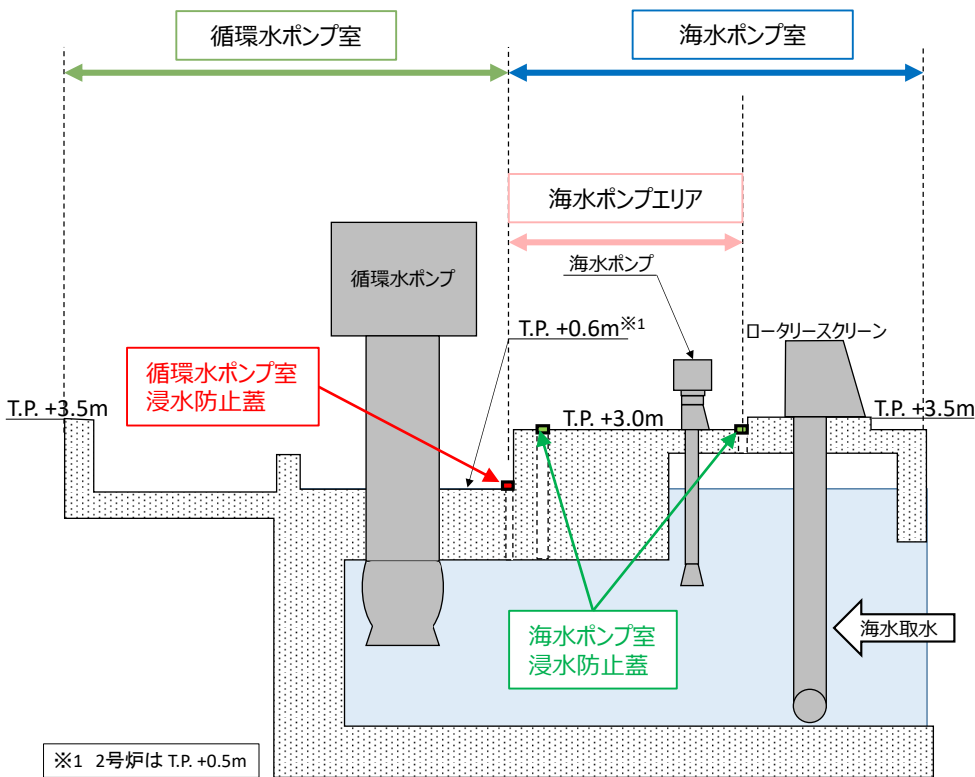 循環水ポンプ室
海水ポンプ室
海水ポンプエリア
循環水ポンプ
海水ポンプ
T.P. +0.6m※1
ロータリースクリーン
循環水ポンプ室
浸水防止蓋
T.P. +3.5m
T.P. +3.0m
T.P. +3.5m
海水ポンプ室
浸水防止蓋
海水取水
※1 2号炉は T.P. +0.5m